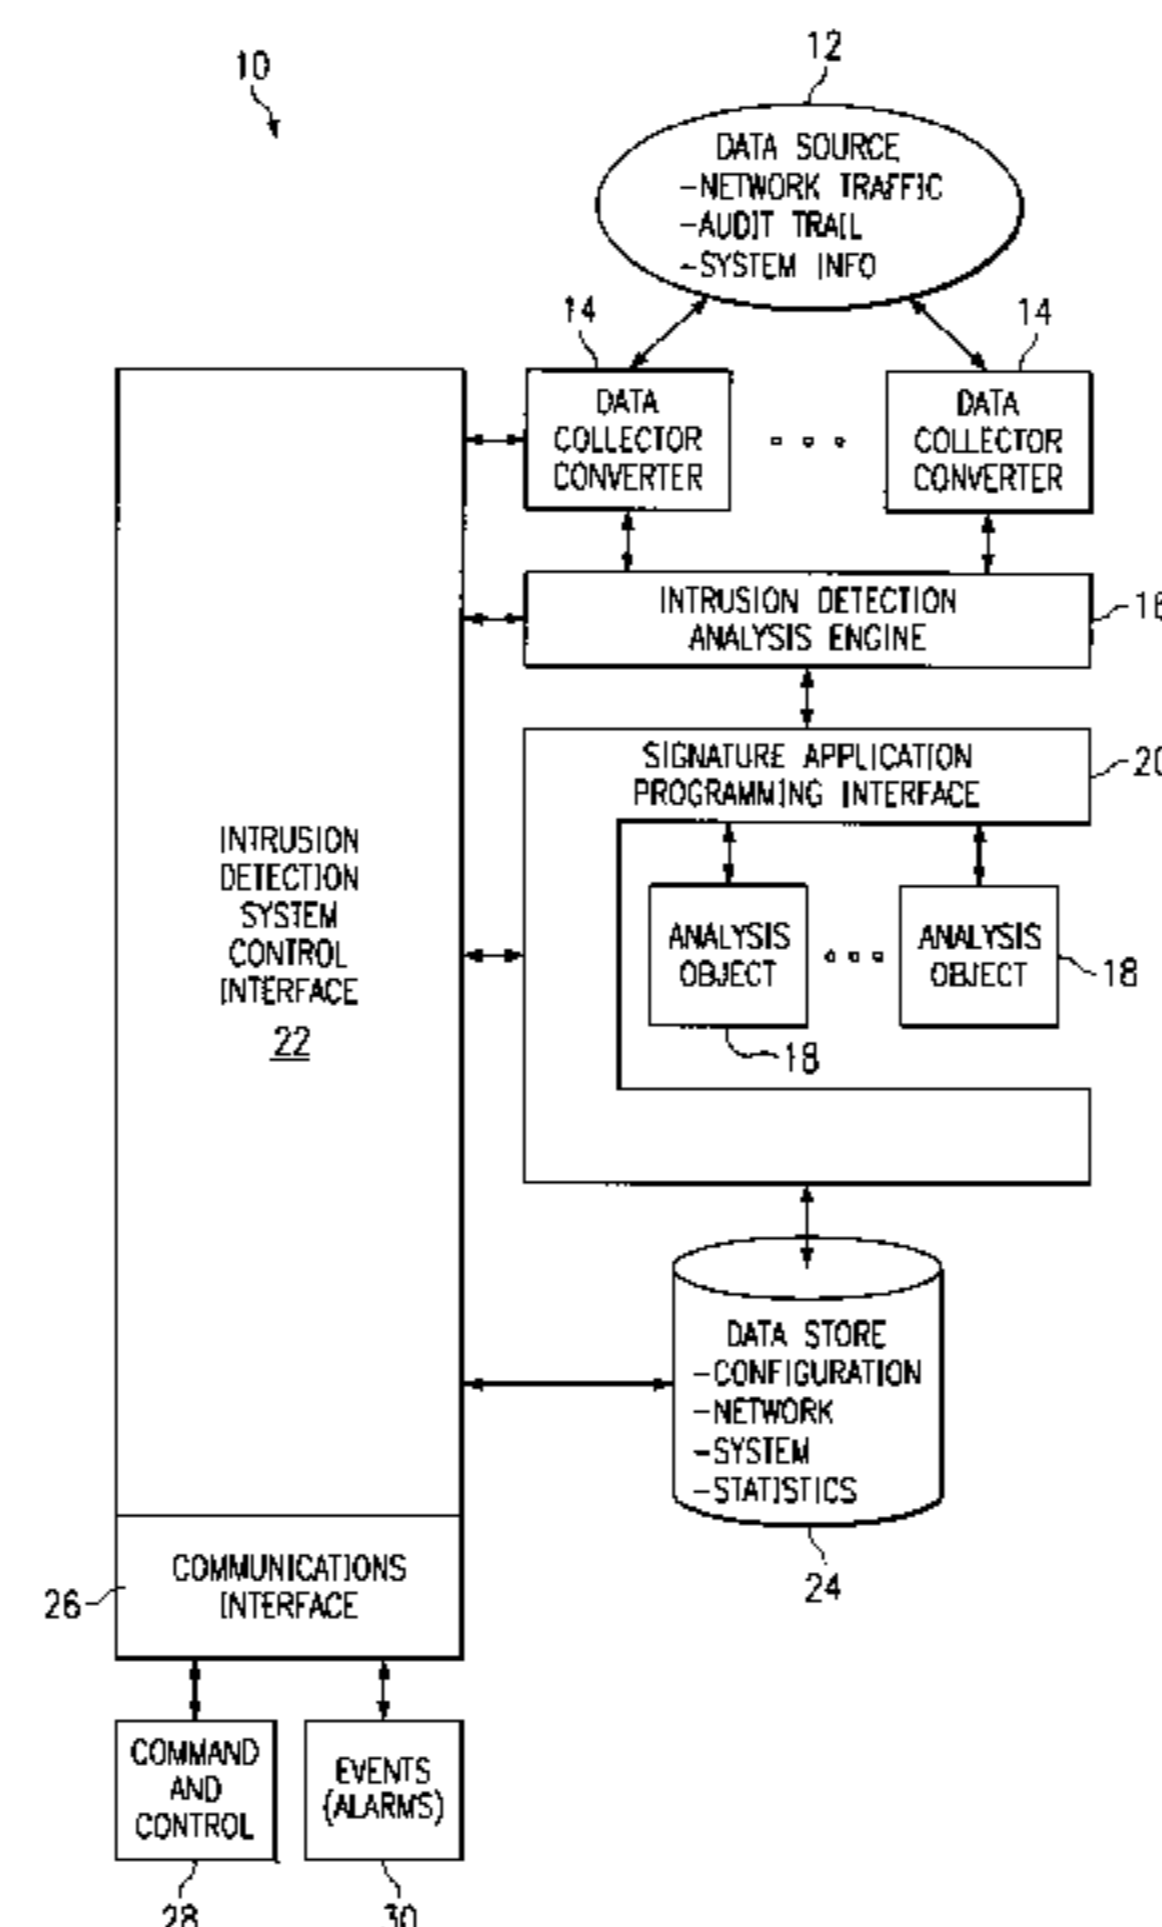 10
12
DATA SOURCE
-NETWORK TRAFFIC
-AUDIT TRAIL
-SYSTEM INFO
14
14
DATA
COLLECTOR
CONVERTER
DATA
COLLECTOR
CONVERTER
INTRUSION DETECTION
ANALYSIS ENGINE
16
SIGNATURE APPLICATION
PROGRAMMING INTERFACE
20
INTRUSION
DETECTION
SYSTEM
CONTROL
INTERFACE
22
ANALYSIS
OBJECT
ANALYSIS
OBJECT
18
18
DATA STORE
-CONFIGURATION
-NETWORK
-SYSTEM
-STATISTICS
24
COMMUNICATIONS
INTERFACE
26
COMMAND
AND
CONTROL
EVENTS
(ALARMS)
28
30